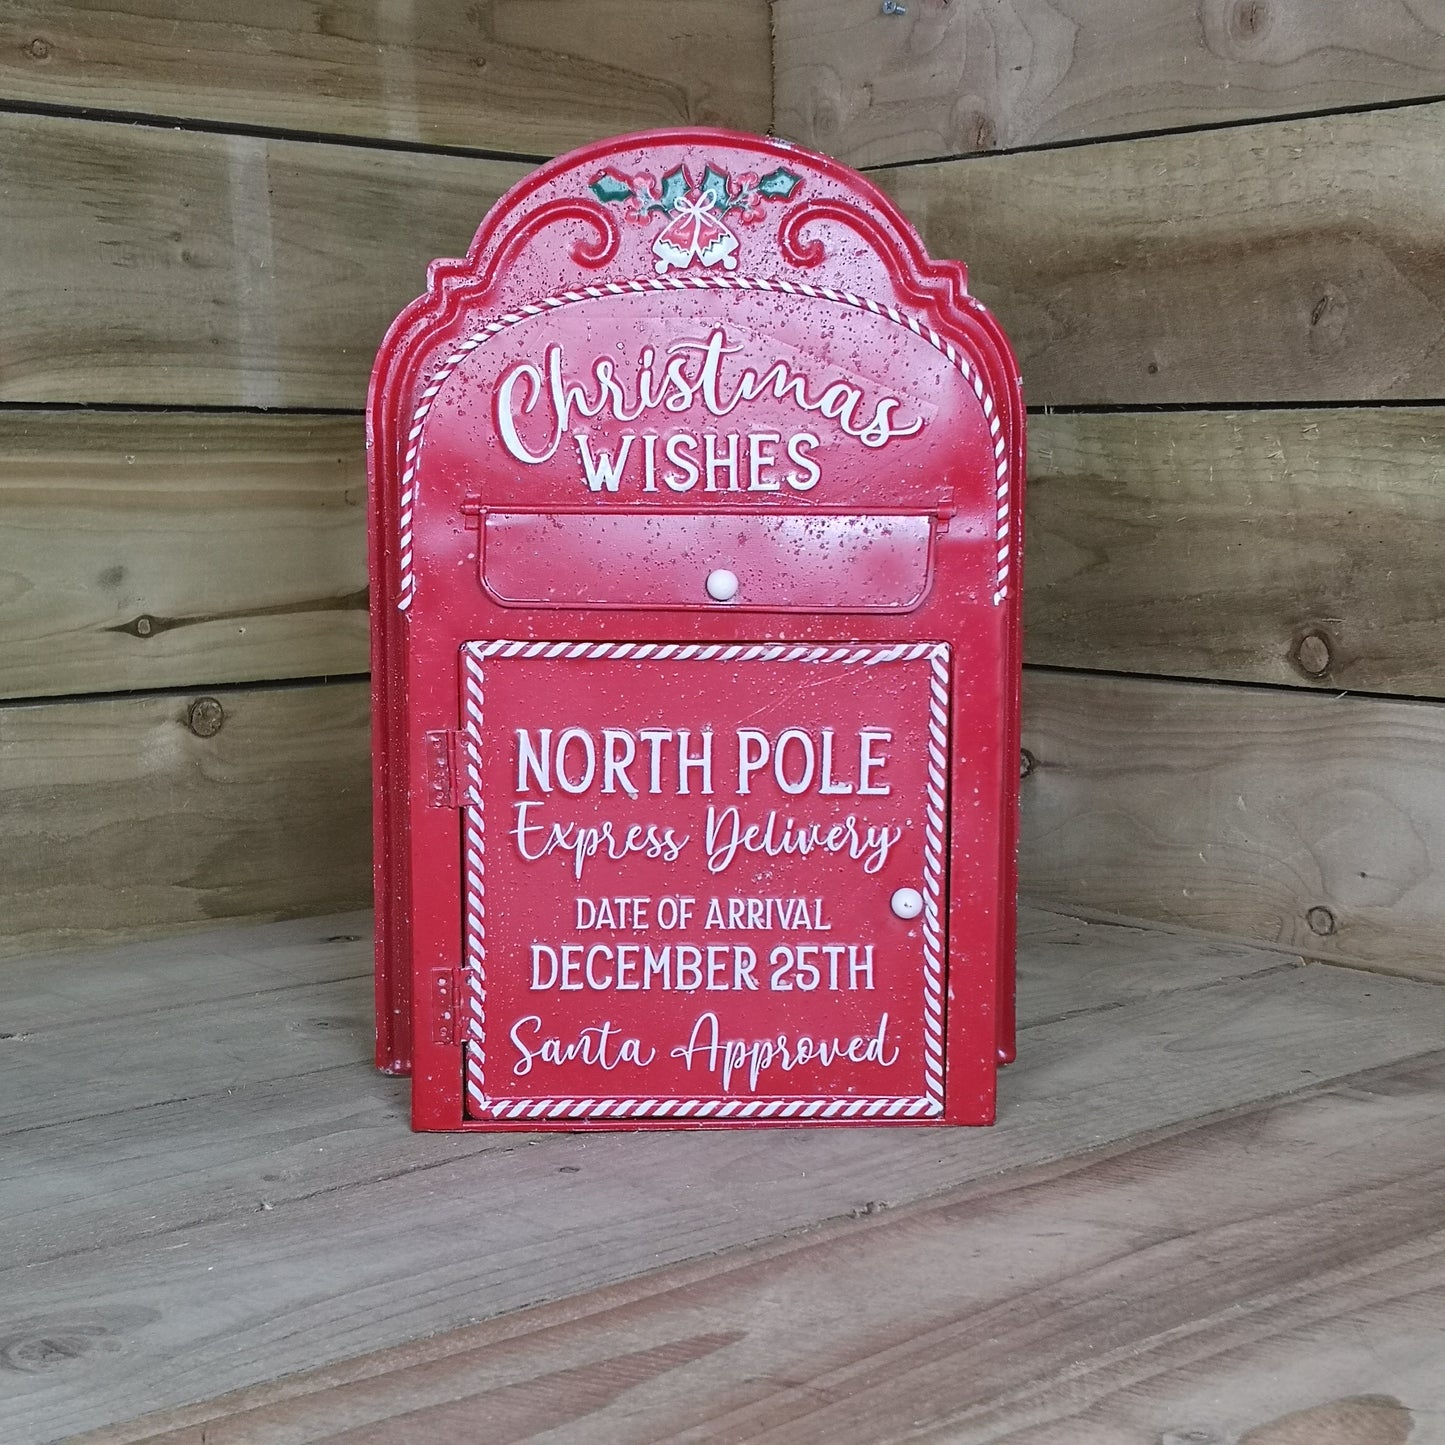 Christmas
WISHES
NORTH POLE
Express Delivery
DATE OF ARRIVAL
DECEMBER 25TH
Santa Approved